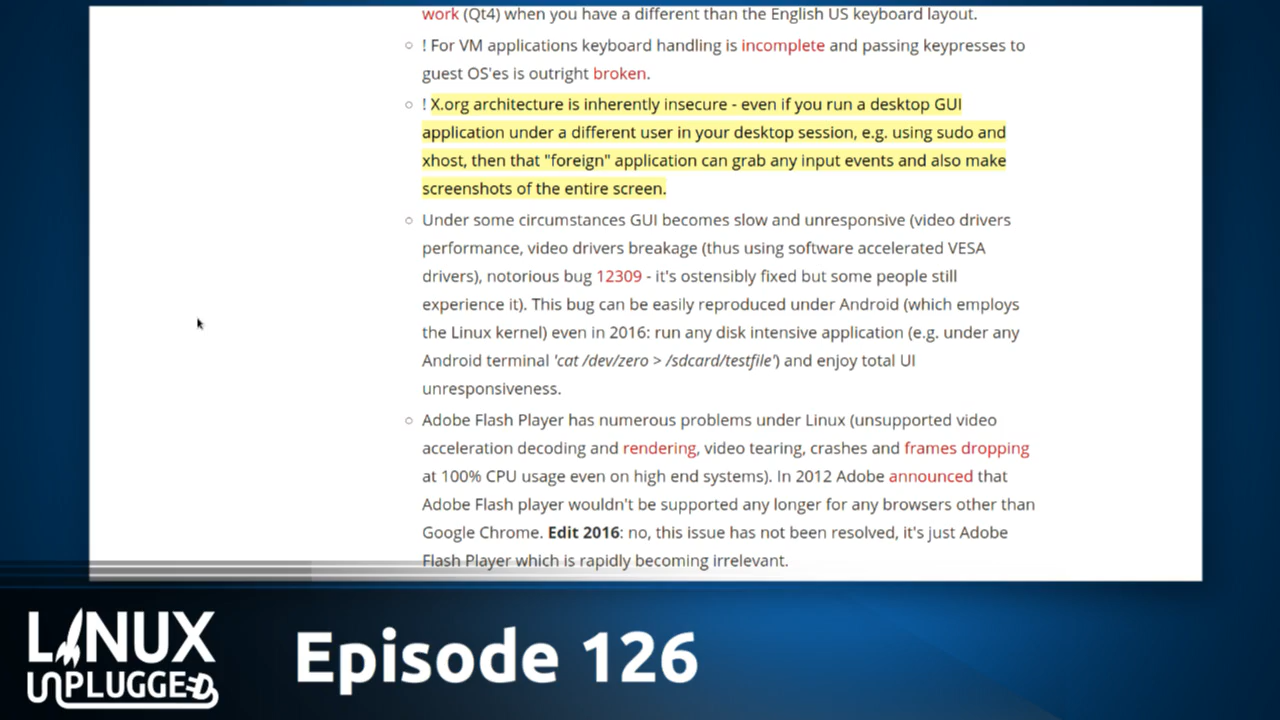 work (Qt4) when you have a different than the English US keyboard layout.
! For VM applications keyboard handling is incomplete and passing keypresses to
guest OS'es is outright broken.
! X.org architecture is inherently insecure - even if you run a desktop GUI
application under a different user in your desktop session, e.g. using sudo and
xhost, then that "foreign" application can grab any input events and also make
screenshots of the entire screen.
Under some circumstances GUI becomes slow and unresponsive (video drivers
performance, video drivers breakage (thus using software accelerated VESA
drivers), notorious bug 12309 - it's ostensibly fixed but some people still
experience it). This bug can be easily reproduced under Android (which employs
the Linux kernel) even in 2016: run any disk intensive application (e.g. under any
Android terminal 'cat /dev/zero > /sdcard/testfile') and enjoy total UI
unresponsiveness.
Adobe Flash Player has numerous problems under Linux (unsupported video
acceleration decoding and rendering, video tearing, crashes and frames dropping
at 100% CPU usage even on high end systems). In 2012 Adobe announced that
Adobe Flash player wouldn't be supported any longer for any browsers other than
Google Chrome. Edit 2016: no, this issue has not been resolved, it's just Adobe
Flash Player which is rapidly becoming irrelevant.
LINUX
UNPLUGGED
Episode 126